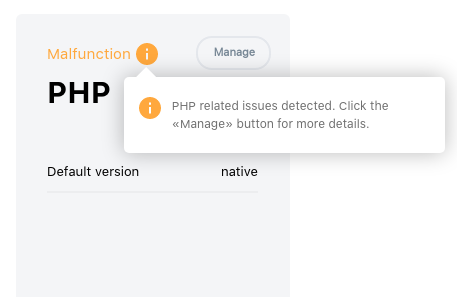 Malfunction
Manage
PHP
PHP related issues detected. Click the
«Manage» button for more details.
Default version native